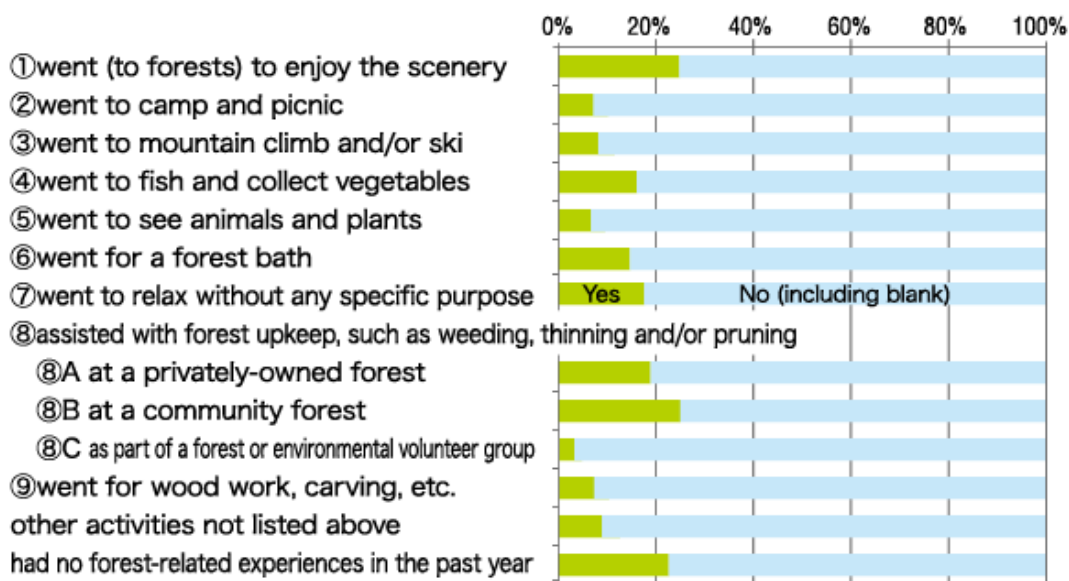 0% 20% 40% 60% 80% 100%
①went (to forests) to enjoy the scenery
②went to camp and picnic
③went to mountain climb and/or ski
④went to fish and collect vegetables
⑤went to see animals and plants
⑥went for a forest bath
⑦went to relax without any specific purpose Yes No (including blank)
⑧assisted with forest upkeep, such as weeding, thinning and/or pruning
⑧A at a privately-owned forest
⑧B at a community forest
⑧C as part of a forest or environmental volunteer group
⑨went for wood work, carving, etc.
other activities not listed above
had no forest-related experiences in the past year